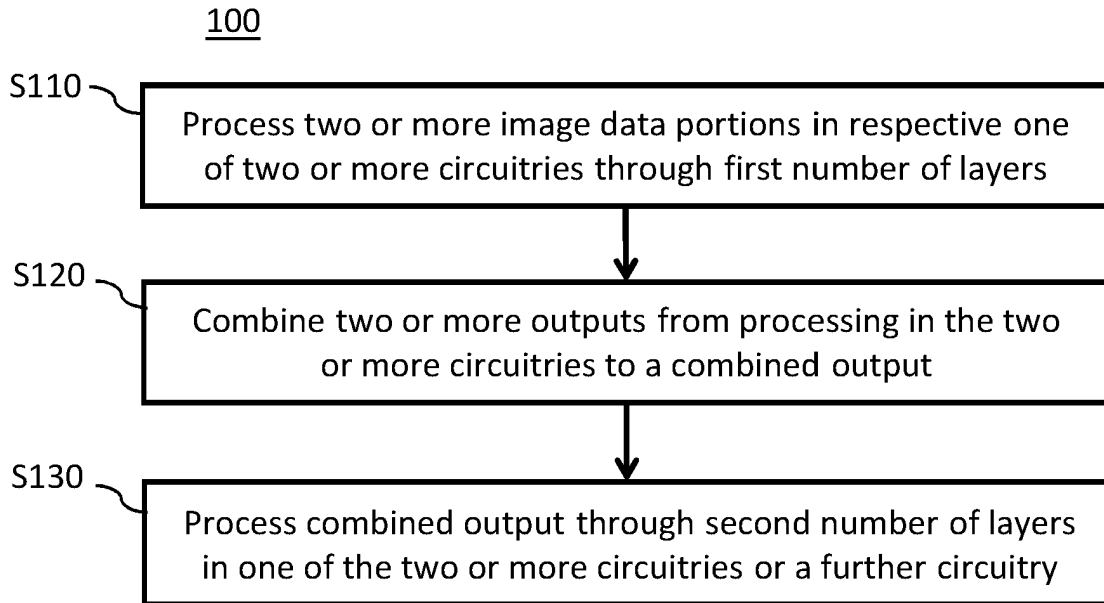 100
S110
Process two or more image data portions in respective one
of two or more circuitries through first number of layers
S120
Combine two or more outputs from processing in the two
or more circuitries to a combined output
S130
Process combined output through second number of layers
in one of the two or more circuitries or a further circuitry